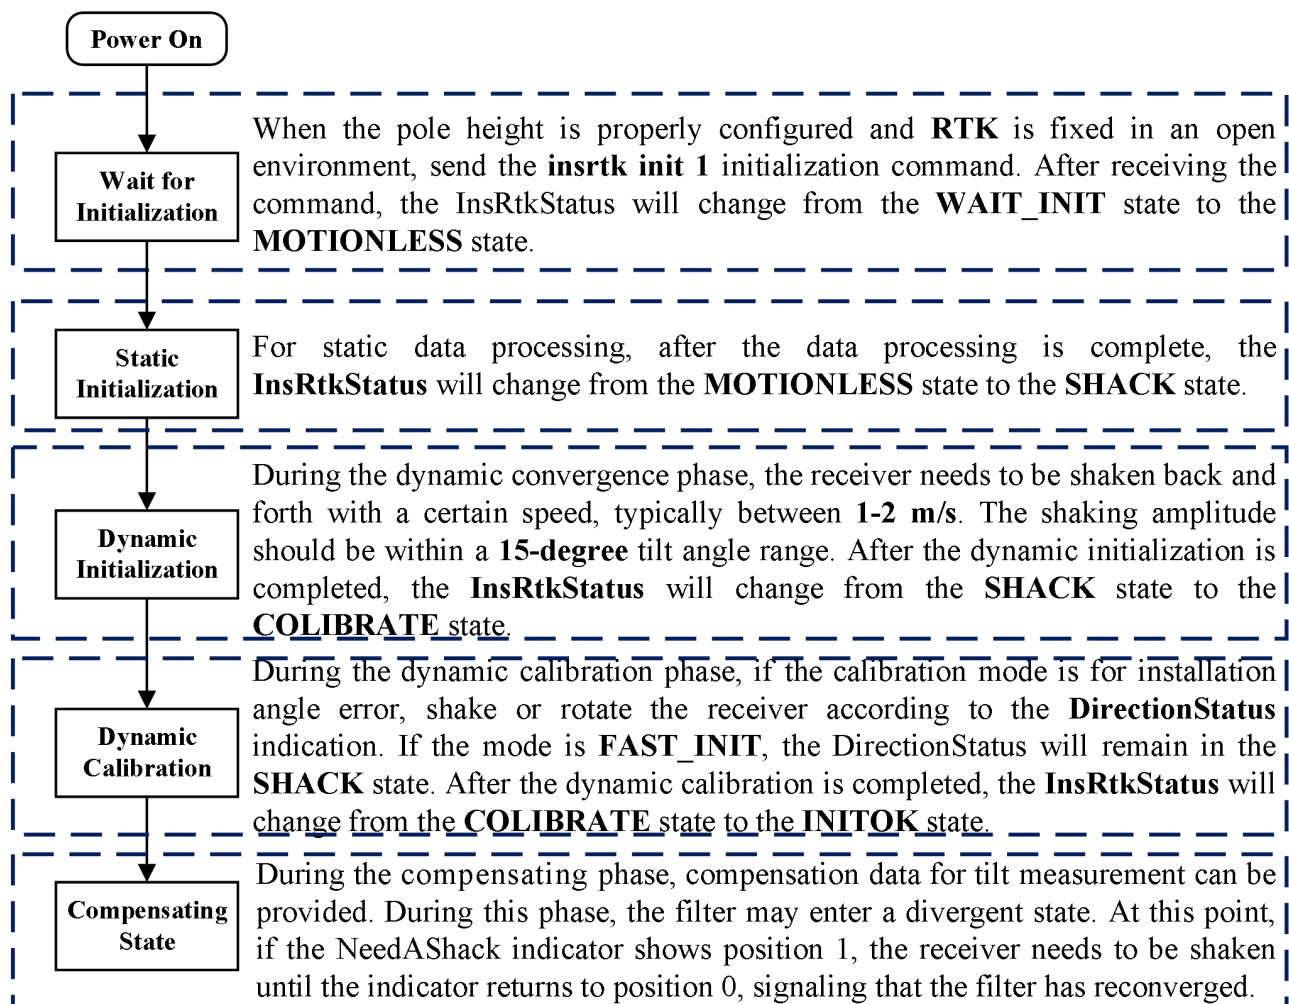 Power On
Wait for
Initialization
When the pole height is properly configured and RTK is fixed in an open
environment, send the insrtk init 1 initialization command. After receiving the
command, the InsRtkStatus will change from the WAIT_INIT state to the
MOTIONLESS state.
Static
Initialization
For static data processing, after the data processing is complete, the
InsRtkStatus will change from the MOTIONLESS state to the SHACK state.
Dynamic
Initialization
During the dynamic convergence phase, the receiver needs to be shaken back and
forth with a certain speed, typically between 1-2 m/s. The shaking amplitude
should be within a 15-degree tilt angle range. After the dynamic initialization is
completed, the InsRtkStatus will change from the SHACK state to the
COLIBRATE state.
Dynamic
Calibration
During the dynamic calibration phase, if the calibration mode is for installation
angle error, shake or rotate the receiver according to the DirectionStatus
indication. If the mode is FAST_INIT, the DirectionStatus will remain in the
SHACK state. After the dynamic calibration is completed, the InsRtkStatus will
change from the COLIBRATE state to the INITOK state.
Compensating
State
During the compensating phase, compensation data for tilt measurement can be
provided. During this phase, the filter may enter a divergent state. At this point,
if the NeedAShack indicator shows position 1, the receiver needs to be shaken
until the indicator returns to position 0, signaling that the filter has reconverged.